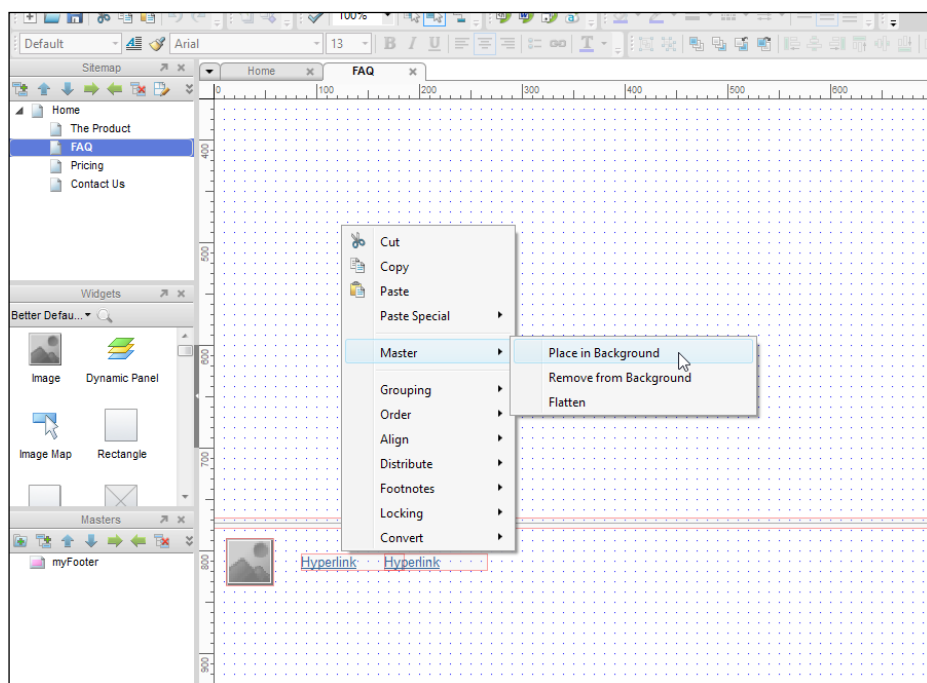 100%
Default Arial 13 B I U T
Sitemap
Home FAQ
0 100 200 300 400 500 600
Home
The Product
FAQ
Pricing
Contact Us
400
500
600
700
800
900
Cut
Copy
Paste
Paste Special
Master
Grouping
Order
Align
Distribute
Footnotes
Locking
Convert
Place in Background
Remove from Background
Flatten
Widgets
Better Defau...
Image Dynamic Panel
Image Map Rectangle
Masters
myFooter
Hyperlink Hyperlink